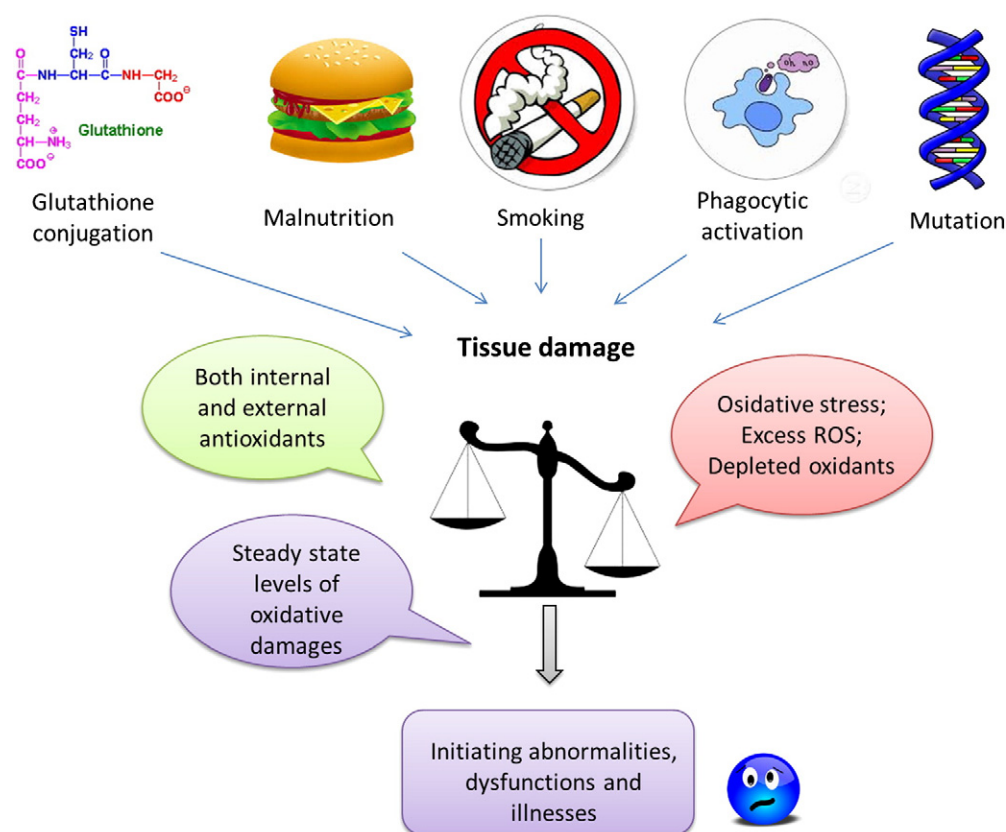 SH
CH2
O
O
C—NH—CH—C—NH—CH2
CH2
COO⊖
CH2
CH—NH3
⊕
COO⊖
Glutathione
oh, no
Glutathione
conjugation
Malnutrition
Smoking
Phagocytic
activation
Mutation
Tissue damage
Both internal
and external
antioxidants
Osidative stress;
Excess ROS;
Depleted oxidants
Steady state
levels of
oxidative
damages
Initiating abnormalities,
dysfunctions and
illnesses